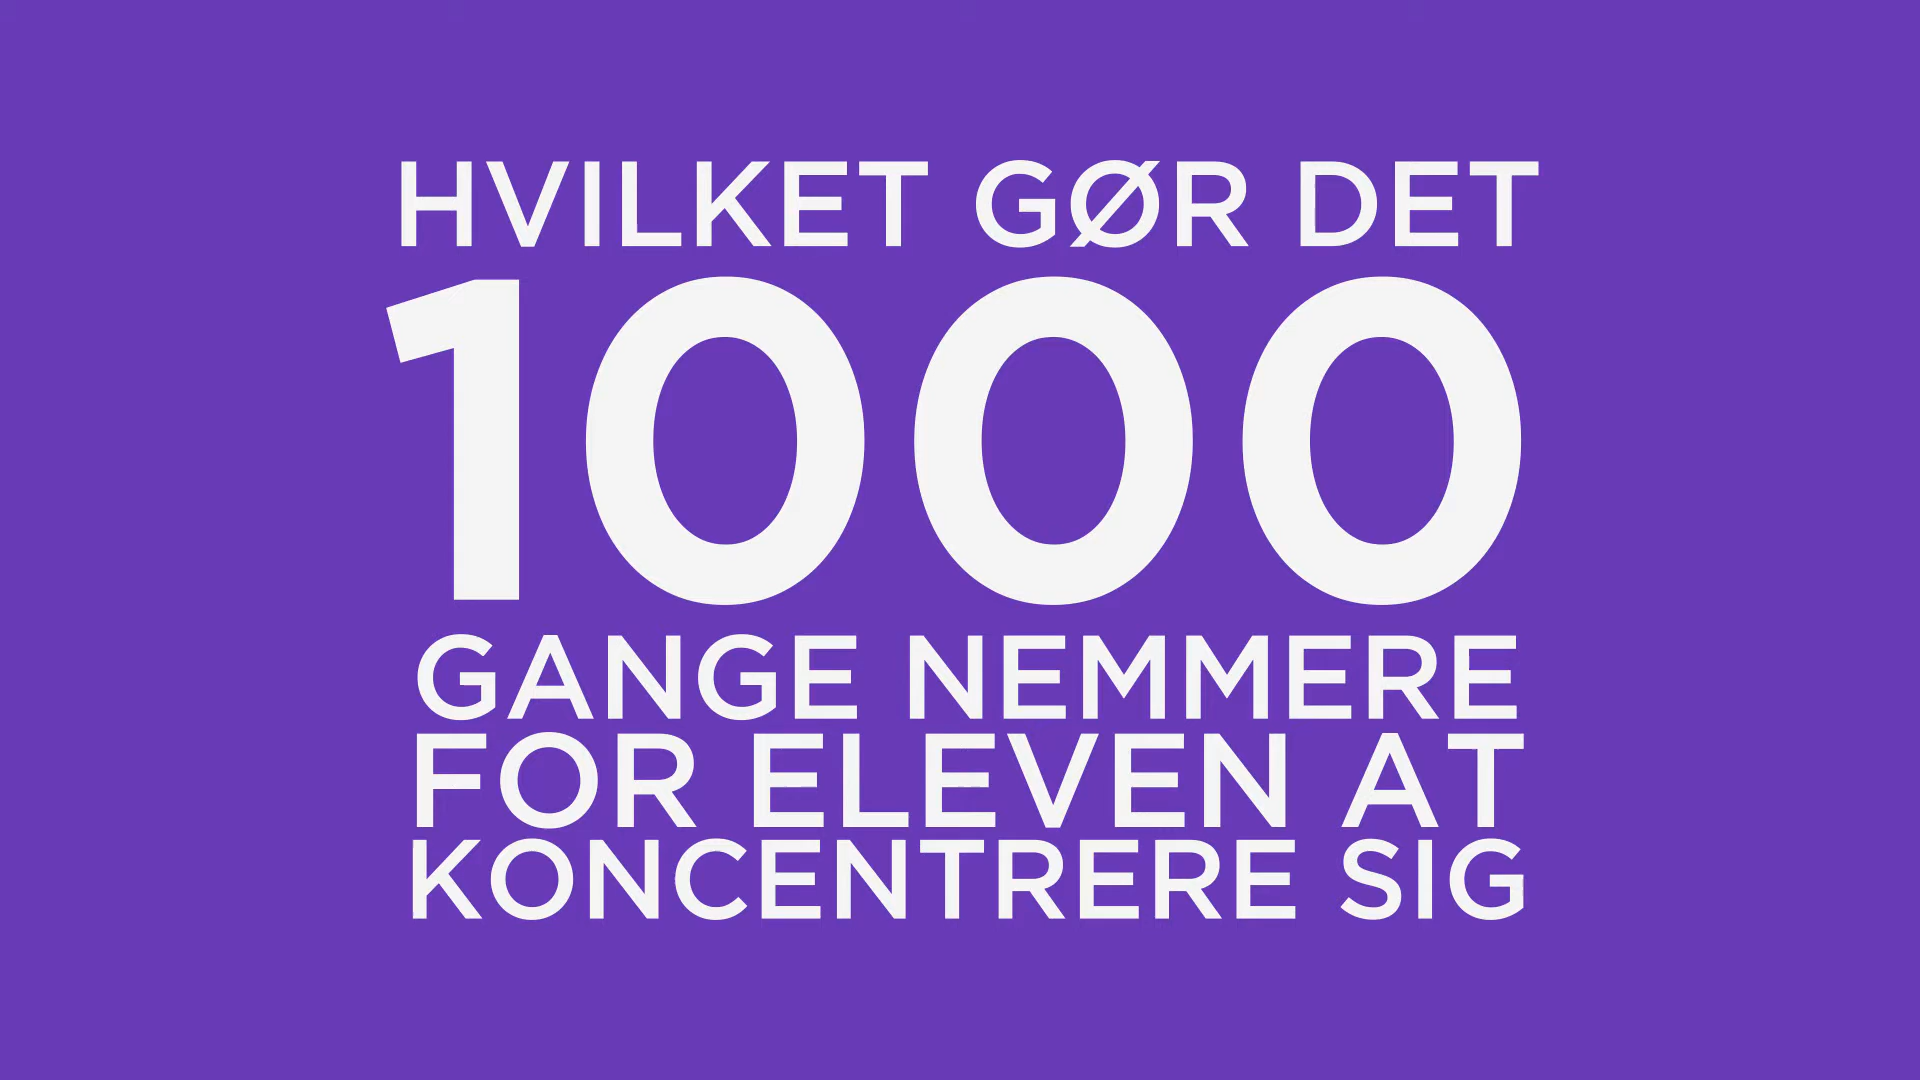 HVILKET GØR DET
1000
GANGE NEMMERE
FOR ELEVEN AT
KONCENTRERE SIG